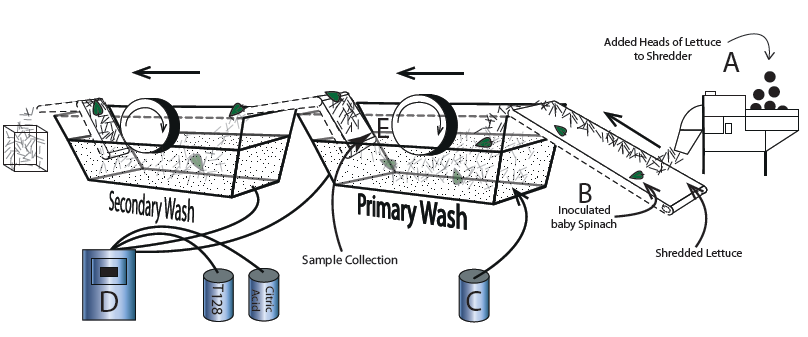 Added Heads of Lettuce
to Shredder
A
E
B
Inoculated
baby Spinach
Shredded Lettuce
Secondary Wash
Primary Wash
Sample Collection
D
T128
Citric
Acid
C